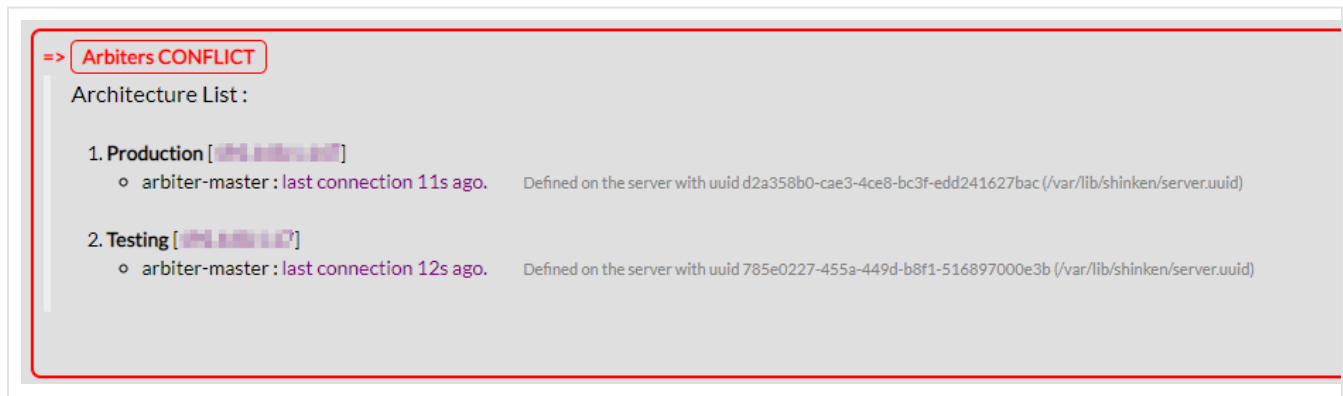 => Arbiters CONFLICT
Architecture List :
1. Production [ ]
arbiter-master : last connection 11s ago. Defined on the server with uuid d2a358b0-cae3-4ce8-bc3f-edd241627bac (/var/lib/shinken/server.uuid)
2. Testing [ ]
arbiter-master : last connection 12s ago. Defined on the server with uuid 785e0227-455a-449d-b8f1-516897000e3b (/var/lib/shinken/server.uuid)